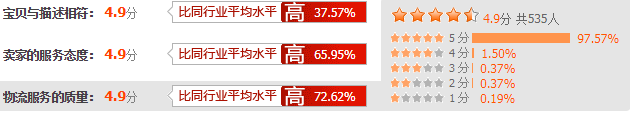 宝贝与描述相符： 4.9分 比同行业平均水平 高 37.57%
卖家的服务态度： 4.9分 比同行业平均水平 高 65.95%
物流服务的质量： 4.9分 比同行业平均水平 高 72.62%
4.9分 共535人
5 分 97.57%
4 分 1.50%
3 分 0.37%
2 分 0.37%
1 分 0.19%